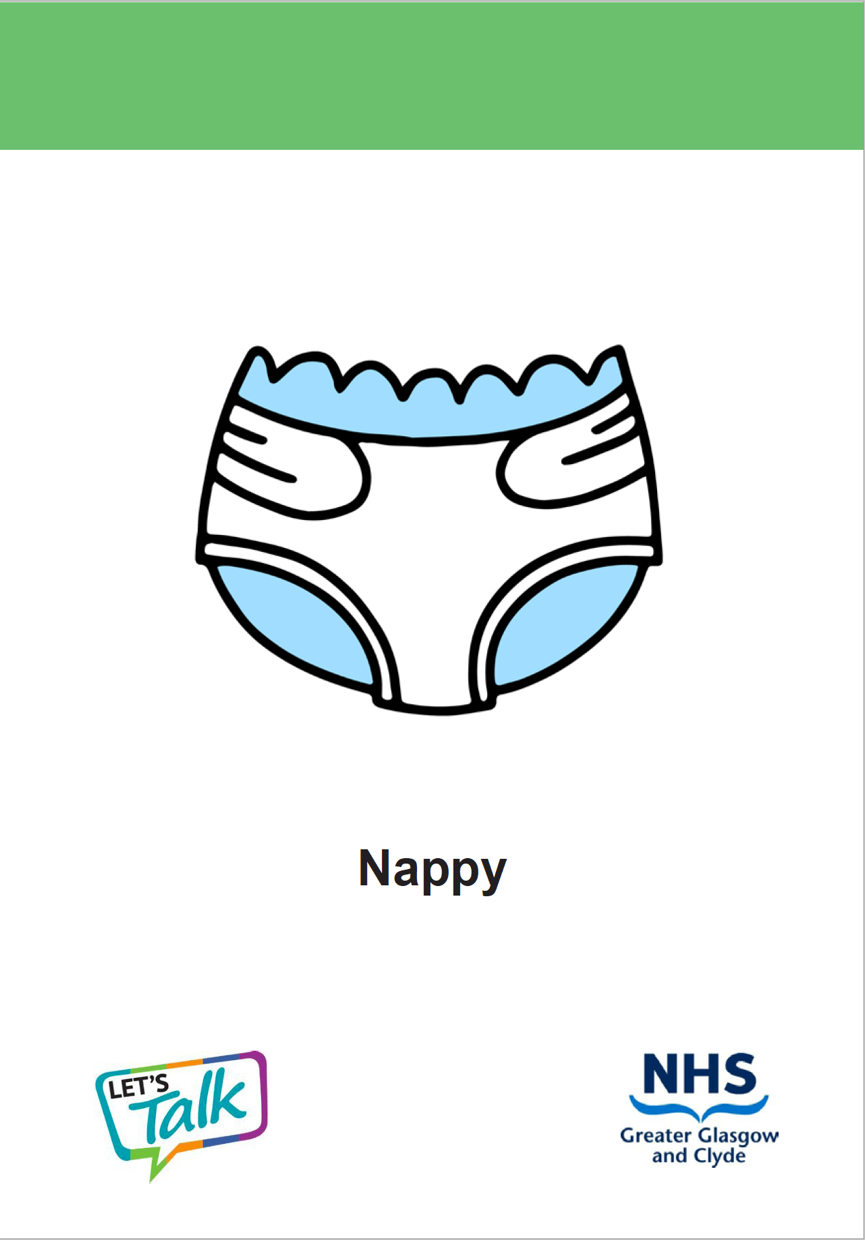 Nappy
LET'S
Talk
NHS
Greater Glasgow
and Clyde